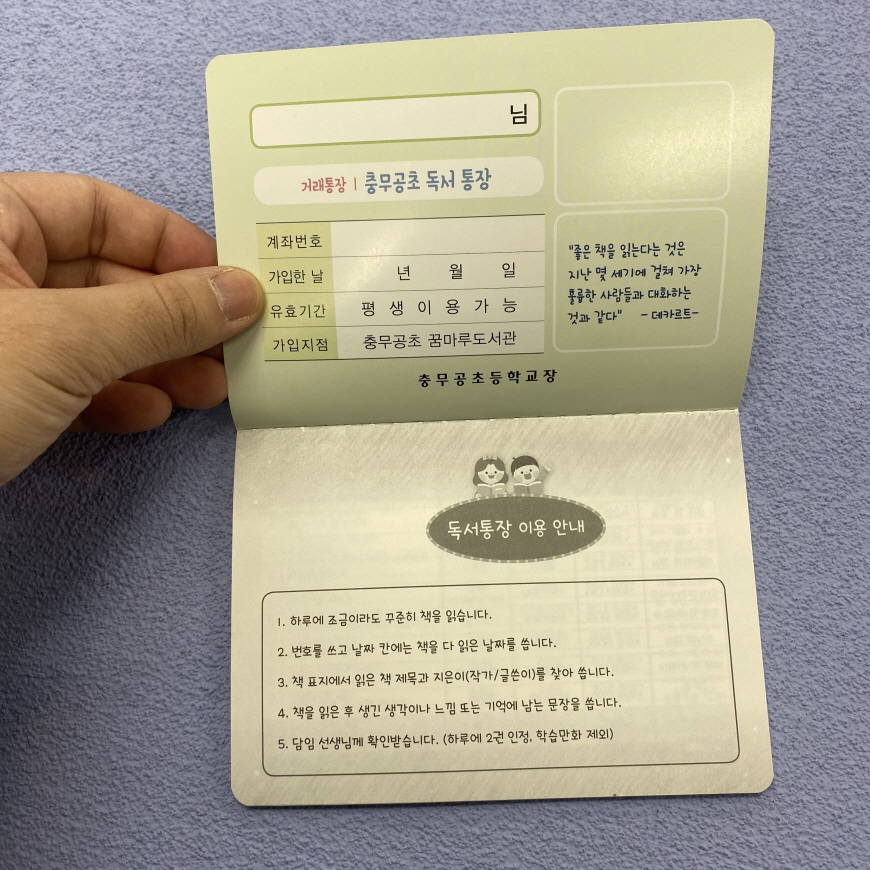 님
거래통장 | 충무공초 독서 통장
계좌번호
가입한 날 년 월 일
유효기간 평 생 이 용 가 능
가입지점 충무공초 꿈마루도서관
"좋은 책을 읽는다는 것은
지난 몇 세기에 걸쳐 가장
훌륭한 사람들과 대화하는
것과 같다" - 데카르트-
충무공초등학교장
독서통장 이용 안내
1. 하루에 조금이라도 꾸준히 책을 읽습니다.
2. 번호를 쓰고 날짜 칸에는 책을 다 읽은 날짜를 씁니다.
3. 책 표지에서 읽은 책 제목과 지은이(작가/글쓴이)를 찾아 씁니다.
4. 책을 읽은 후 생긴 생각이나 느낌 또는 기억에 남는 문장을 씁니다.
5. 담임 선생님께 확인받습니다. (하루에 2권 인정, 학습만화 제외)